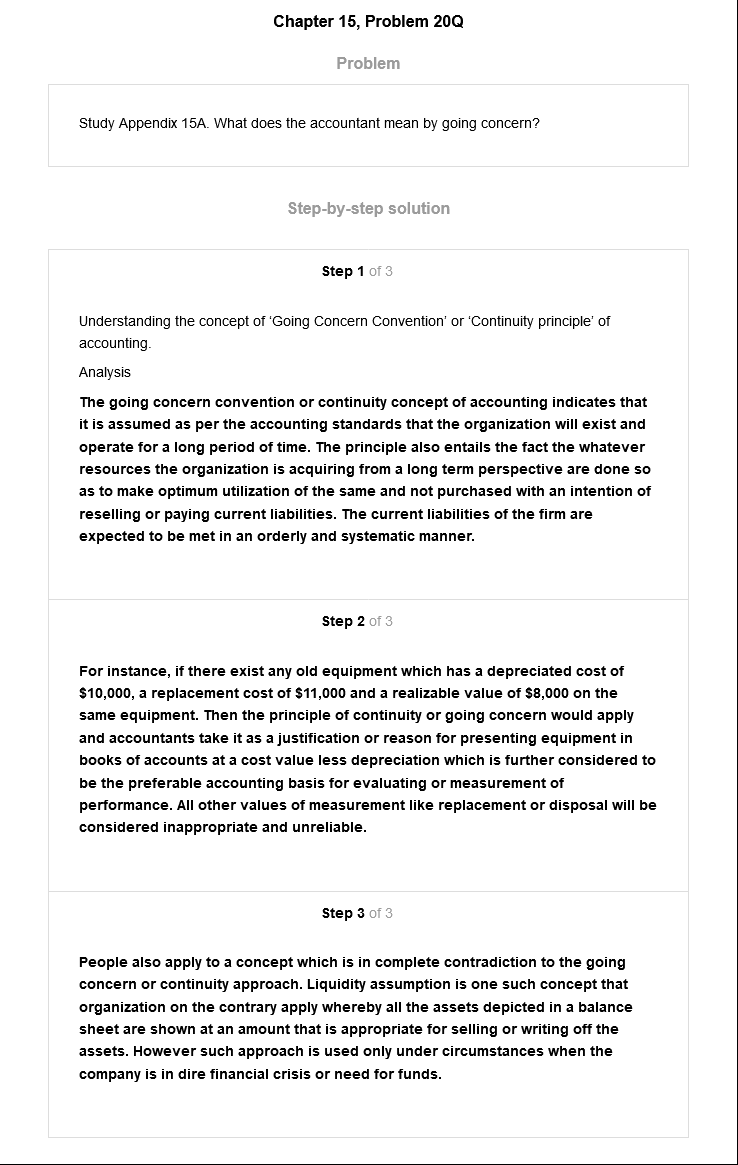 Chapter 15, Problem 20Q
Problem
Study Appendix 15A. What does the accountant mean by going concern?
Step-by-step solution
Step 1 of 3
Understanding the concept of ‘Going Concern Convention’ or ‘Continuity principle’ of
accounting.
Analysis
The going concern convention or continuity concept of accounting indicates that
it is assumed as per the accounting standards that the organization will exist and
operate for a long period of time. The principle also entails the fact the whatever
resources the organization is acquiring from a long term perspective are done so
as to make optimum utilization of the same and not purchased with an intention of
reselling or paying current liabilities. The current liabilities of the firm are
expected to be met in an orderly and systematic manner.
Step 2 of 3
For instance, if there exist any old equipment which has a depreciated cost of
$10,000, a replacement cost of $11,000 and a realizable value of $8,000 on the
same equipment. Then the principle of continuity or going concern would apply
and accountants take it as a justification or reason for presenting equipment in
books of accounts at a cost value less depreciation which is further considered to
be the preferable accounting basis for evaluating or measurement of
performance. All other values of measurement like replacement or disposal will be
considered inappropriate and unreliable.
Step 3 of 3
People also apply to a concept which is in complete contradiction to the going
concern or continuity approach. Liquidity assumption is one such concept that
organization on the contrary apply whereby all the assets depicted in a balance
sheet are shown at an amount that is appropriate for selling or writing off the
assets. However such approach is used only under circumstances when the
company is in dire financial crisis or need for funds.